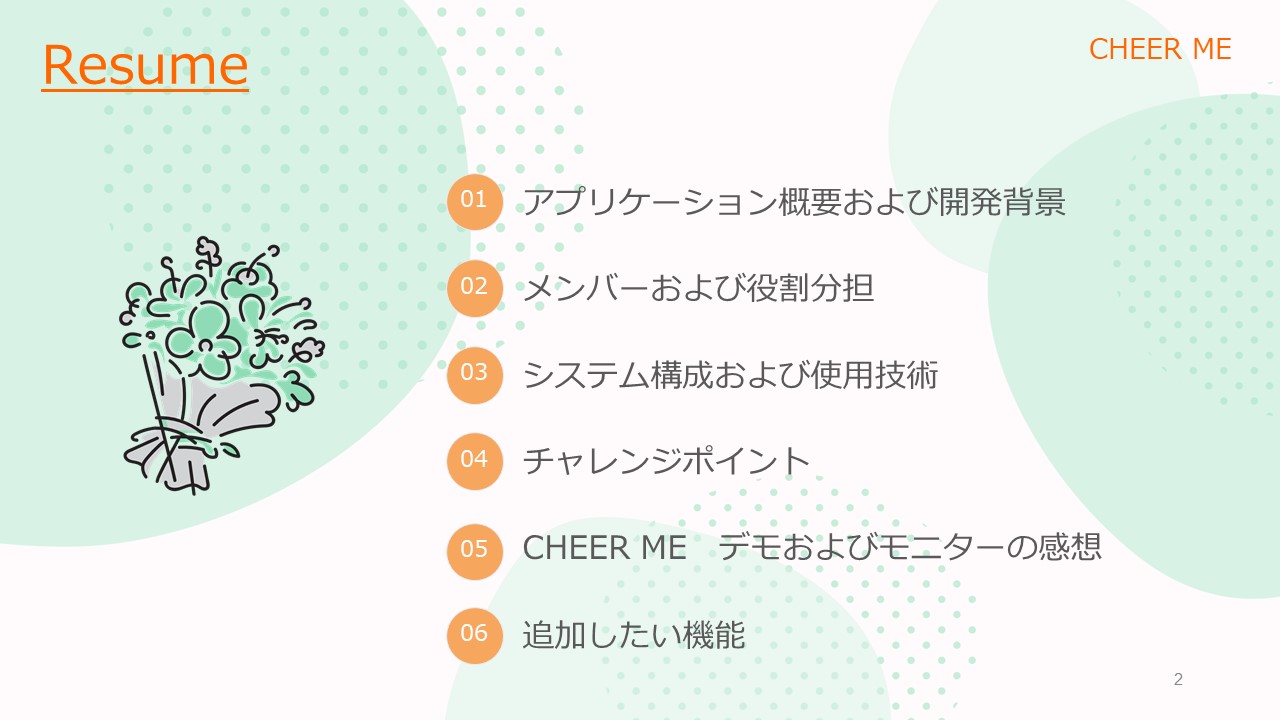 Resume
CHEER ME
01 アプリケーション概要および開発背景
02 メンバーおよび役割分担
03 システム構成および使用技術
04 チャレンジポイント
05 CHEER ME　デモおよびモニターの感想
06 追加したい機能
2